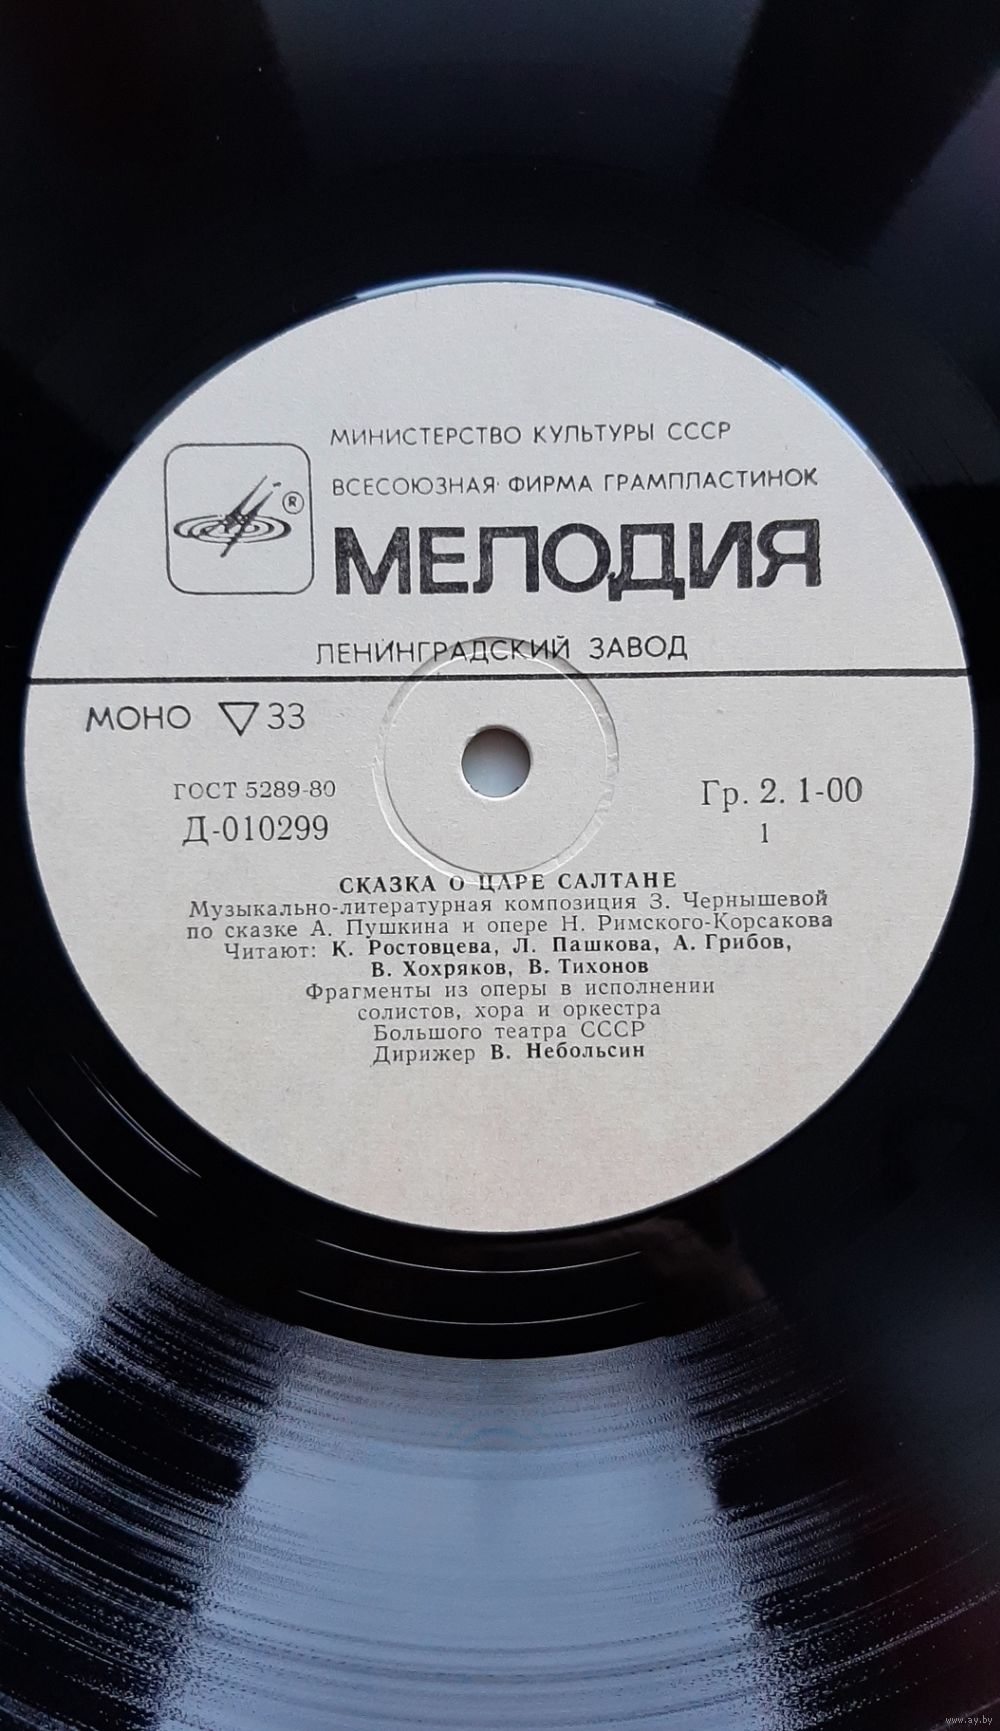 МИНИСТЕРСТВО КУЛЬТУРЫ СССР
ВСЕСОЮЗНАЯ ФИРМА ГРАМПЛАСТИНОК
®
МЕЛОДИЯ
ЛЕНИНГРАДСКИЙ ЗАВОД
МОНО ▽ 33
ГОСТ 5289-80
Гр. 2. 1-00
Д-010299
1
СКАЗКА О ЦАРЕ САЛТАНЕ
Музыкально-литературная композиция З. Чернышевой
по сказке А. Пушкина и опере Н. Римского-Корсакова
Читают: К. Ростовцева, Л. Пашкова, А. Грибов,
В. Хохряков, В. Тихонов
Фрагменты из оперы в исполнении
солистов, хора и оркестра
Большого театра СССР
Дирижер В. Небольсин
www.ay.by